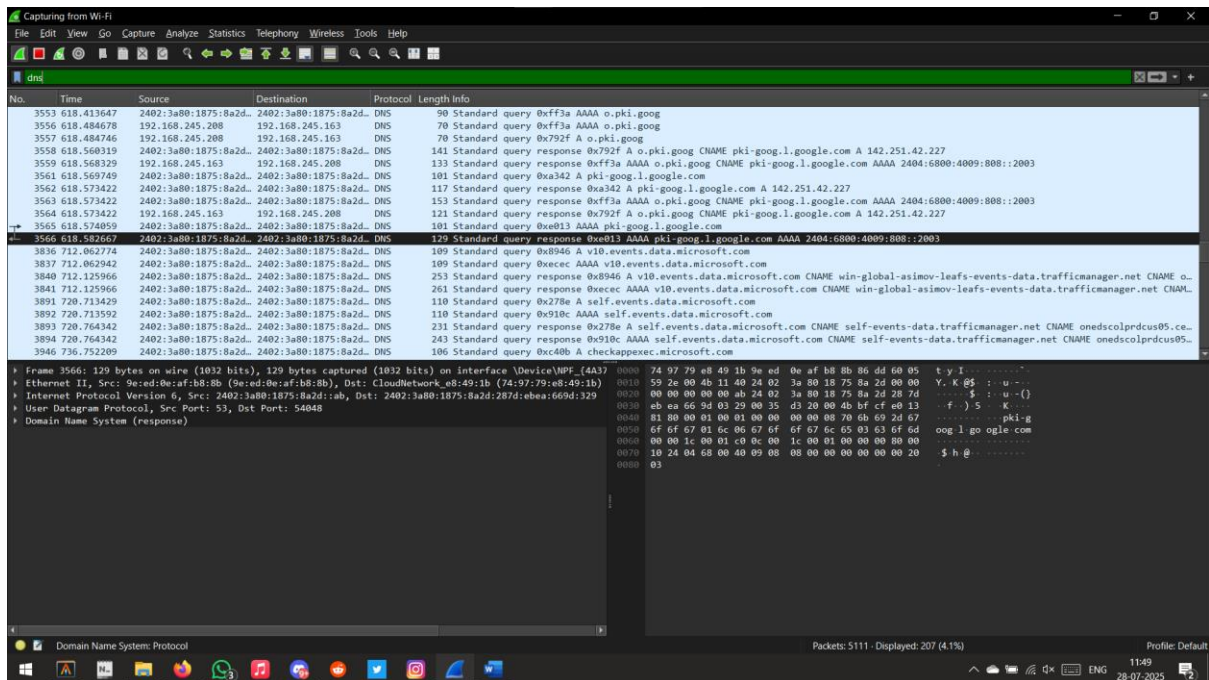 Capturing from Wi-Fi
File Edit View Go Capture Analyze Statistics Telephony Wireless Tools Help
dns
No. Time Source Destination Protocol Length Info
3553 618.413647 2402:3a80:1875:8a2d… 2402:3a80:1875:8a2d… DNS 90 Standard query 0xff3a AAAA o.pki.goog
3556 618.484678 192.168.245.208 192.168.245.163 DNS 70 Standard query 0xff3a AAAA o.pki.goog
3557 618.484746 192.168.245.208 192.168.245.163 DNS 70 Standard query 0x792f A o.pki.goog
3558 618.560319 2402:3a80:1875:8a2d… 2402:3a80:1875:8a2d… DNS 141 Standard query response 0x792f A o.pki.goog CNAME pki-goog.l.google.com A 142.251.42.227
3559 618.568329 192.168.245.163 192.168.245.208 DNS 133 Standard query response 0xff3a AAAA o.pki.goog CNAME pki-goog.l.google.com AAAA 2404:6800:4009:808::2003
3561 618.569749 2402:3a80:1875:8a2d… 2402:3a80:1875:8a2d… DNS 101 Standard query 0xa342 A pki-goog.l.google.com
3562 618.573422 2402:3a80:1875:8a2d… 2402:3a80:1875:8a2d… DNS 117 Standard query response 0xa342 A pki-goog.l.google.com A 142.251.42.227
3563 618.573422 2402:3a80:1875:8a2d… 2402:3a80:1875:8a2d… DNS 153 Standard query response 0xff3a AAAA o.pki.goog CNAME pki-goog.l.google.com AAAA 2404:6800:4009:808::2003
3564 618.573422 192.168.245.163 192.168.245.208 DNS 121 Standard query response 0x792f A o.pki.goog CNAME pki-goog.l.google.com A 142.251.42.227
3565 618.574059 2402:3a80:1875:8a2d… 2402:3a80:1875:8a2d… DNS 101 Standard query 0xe013 AAAA pki-goog.l.google.com
3566 618.582667 2402:3a80:1875:8a2d… 2402:3a80:1875:8a2d… DNS 129 Standard query response 0xe013 AAAA pki-goog.l.google.com AAAA 2404:6800:4009:808::2003
3836 712.062774 2402:3a80:1875:8a2d… 2402:3a80:1875:8a2d… DNS 109 Standard query 0x8946 A v10.events.data.microsoft.com
3837 712.062942 2402:3a80:1875:8a2d… 2402:3a80:1875:8a2d… DNS 109 Standard query 0xecec AAAA v10.events.data.microsoft.com
3840 712.125966 2402:3a80:1875:8a2d… 2402:3a80:1875:8a2d… DNS 253 Standard query response 0x8946 A v10.events.data.microsoft.com CNAME win-global-asimov-leafs-events-data.trafficmanager.net CNAME o…
3841 712.125966 2402:3a80:1875:8a2d… 2402:3a80:1875:8a2d… DNS 261 Standard query response 0xecec AAAA v10.events.data.microsoft.com CNAME win-global-asimov-leafs-events-data.trafficmanager.net CNAM…
3891 720.713429 2402:3a80:1875:8a2d… 2402:3a80:1875:8a2d… DNS 110 Standard query 0x278e A self.events.data.microsoft.com
3892 720.713592 2402:3a80:1875:8a2d… 2402:3a80:1875:8a2d… DNS 110 Standard query 0x910c AAAA self.events.data.microsoft.com
3893 720.764342 2402:3a80:1875:8a2d… 2402:3a80:1875:8a2d… DNS 231 Standard query response 0x278e A self.events.data.microsoft.com CNAME self-events-data.trafficmanager.net CNAME onedscolprdcus05.ce…
3894 720.764342 2402:3a80:1875:8a2d… 2402:3a80:1875:8a2d… DNS 243 Standard query response 0x910c AAAA self.events.data.microsoft.com CNAME self-events-data.trafficmanager.net CNAME onedscolprdcus05…
3946 736.752209 2402:3a80:1875:8a2d… 2402:3a80:1875:8a2d… DNS 106 Standard query 0xc40b A checkappexec.microsoft.com
Frame 3566: 129 bytes on wire (1032 bits), 129 bytes captured (1032 bits) on interface \Device\NPF_{4A37
Ethernet II, Src: 9e:ed:0e:af:b8:8b (9e:ed:0e:af:b8:8b), Dst: CloudNetwork_e8:49:1b (74:97:79:e8:49:1b)
Internet Protocol Version 6, Src: 2402:3a80:1875:8a2d::ab, Dst: 2402:3a80:1875:8a2d:287d:ebea:669d:329
User Datagram Protocol, Src Port: 53, Dst Port: 54048
Domain Name System (response)
0000 74 97 79 e8 49 1b 9e ed 0e af b8 8b 86 dd 60 05 t·y·I··· ······`·
0010 59 2e 00 4b 11 40 24 02 3a 80 18 75 8a 2d 00 00 Y.·K·@$· :··u·-··
0020 00 00 00 00 00 ab 24 02 3a 80 18 75 8a 2d 28 7d ······$· :··u·-(}
0030 eb ea 66 9d 03 29 00 35 d3 20 00 4b bf cf e0 13 ··f··)·5 · ·K····
0040 81 80 00 01 00 01 00 00 00 00 08 70 6b 69 2d 67 ········ ···pki-g
0050 6f 6f 67 01 6c 06 67 6f 6f 67 6c 65 03 63 6f 6d oog·l·go ogle·com
0060 00 00 1c 00 01 c0 0c 00 1c 00 01 00 00 00 80 00 ········ ········
0070 10 24 04 68 00 40 09 08 08 00 00 00 00 00 00 20 ·$·h·@·· ·······
0080 03 ·
Domain Name System: Protocol
Packets: 5111 · Displayed: 207 (4.1%)
Profile: Default
ENG
11:49
28-07-2025